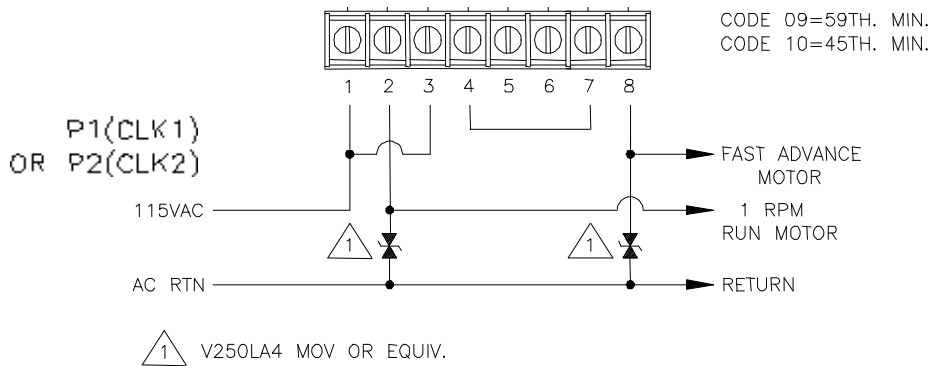 CODE 09=59TH. MIN.
CODE 10=45TH. MIN.
1 2 3 4 5 6 7 8
P1(CLK1)
OR P2(CLK2)
FAST ADVANCE
MOTOR
115VAC
1 RPM
RUN MOTOR
1
1
AC RTN
RETURN
1 V250LA4 MOV OR EQUIV.